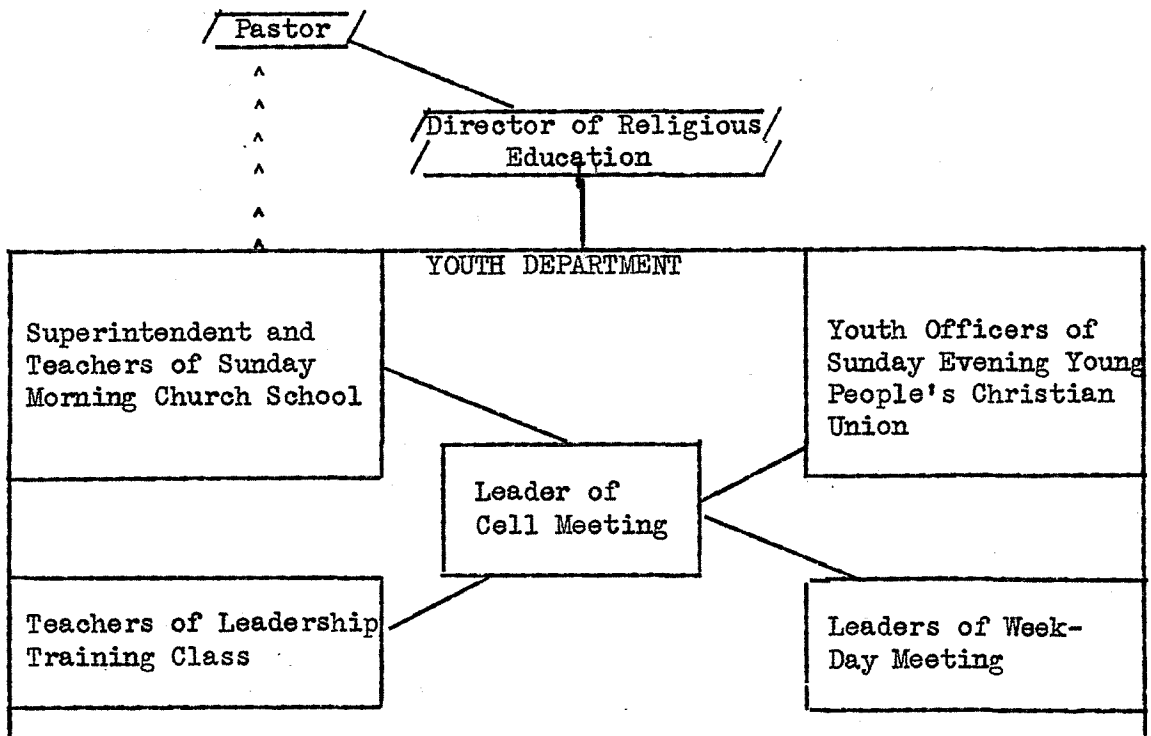 Pastor
Director of Religious
Education
YOUTH DEPARTMENT
Superintendent and
Teachers of Sunday
Morning Church School
Youth Officers of
Sunday Evening Young
People's Christian
Union
Leader of
Cell Meeting
Teachers of Leadership
Training Class
Leaders of Week-
Day Meeting